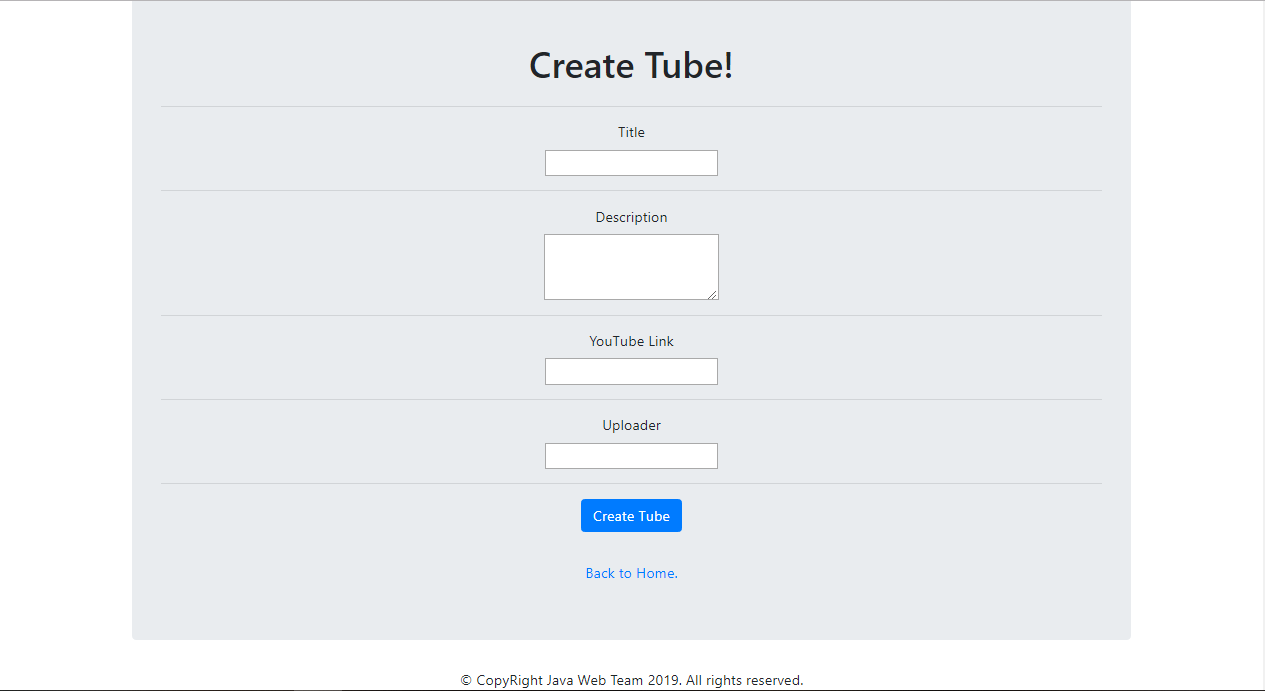 Create Tube!
Title
Description
YouTube Link
Uploader
Create Tube
Back to Home.
© CopyRight Java Web Team 2019. All rights reserved.